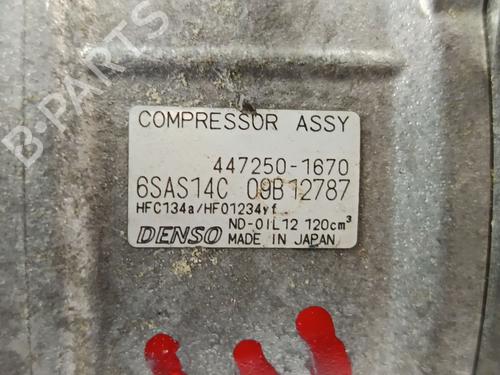 B-PARTS
COMPRESSOR ASSY
447250-1670
6SAS14C 09B12787
HFC134a/HFO1234yf
ND-OIL12 120cm³
DENSO MADE IN JAPAN